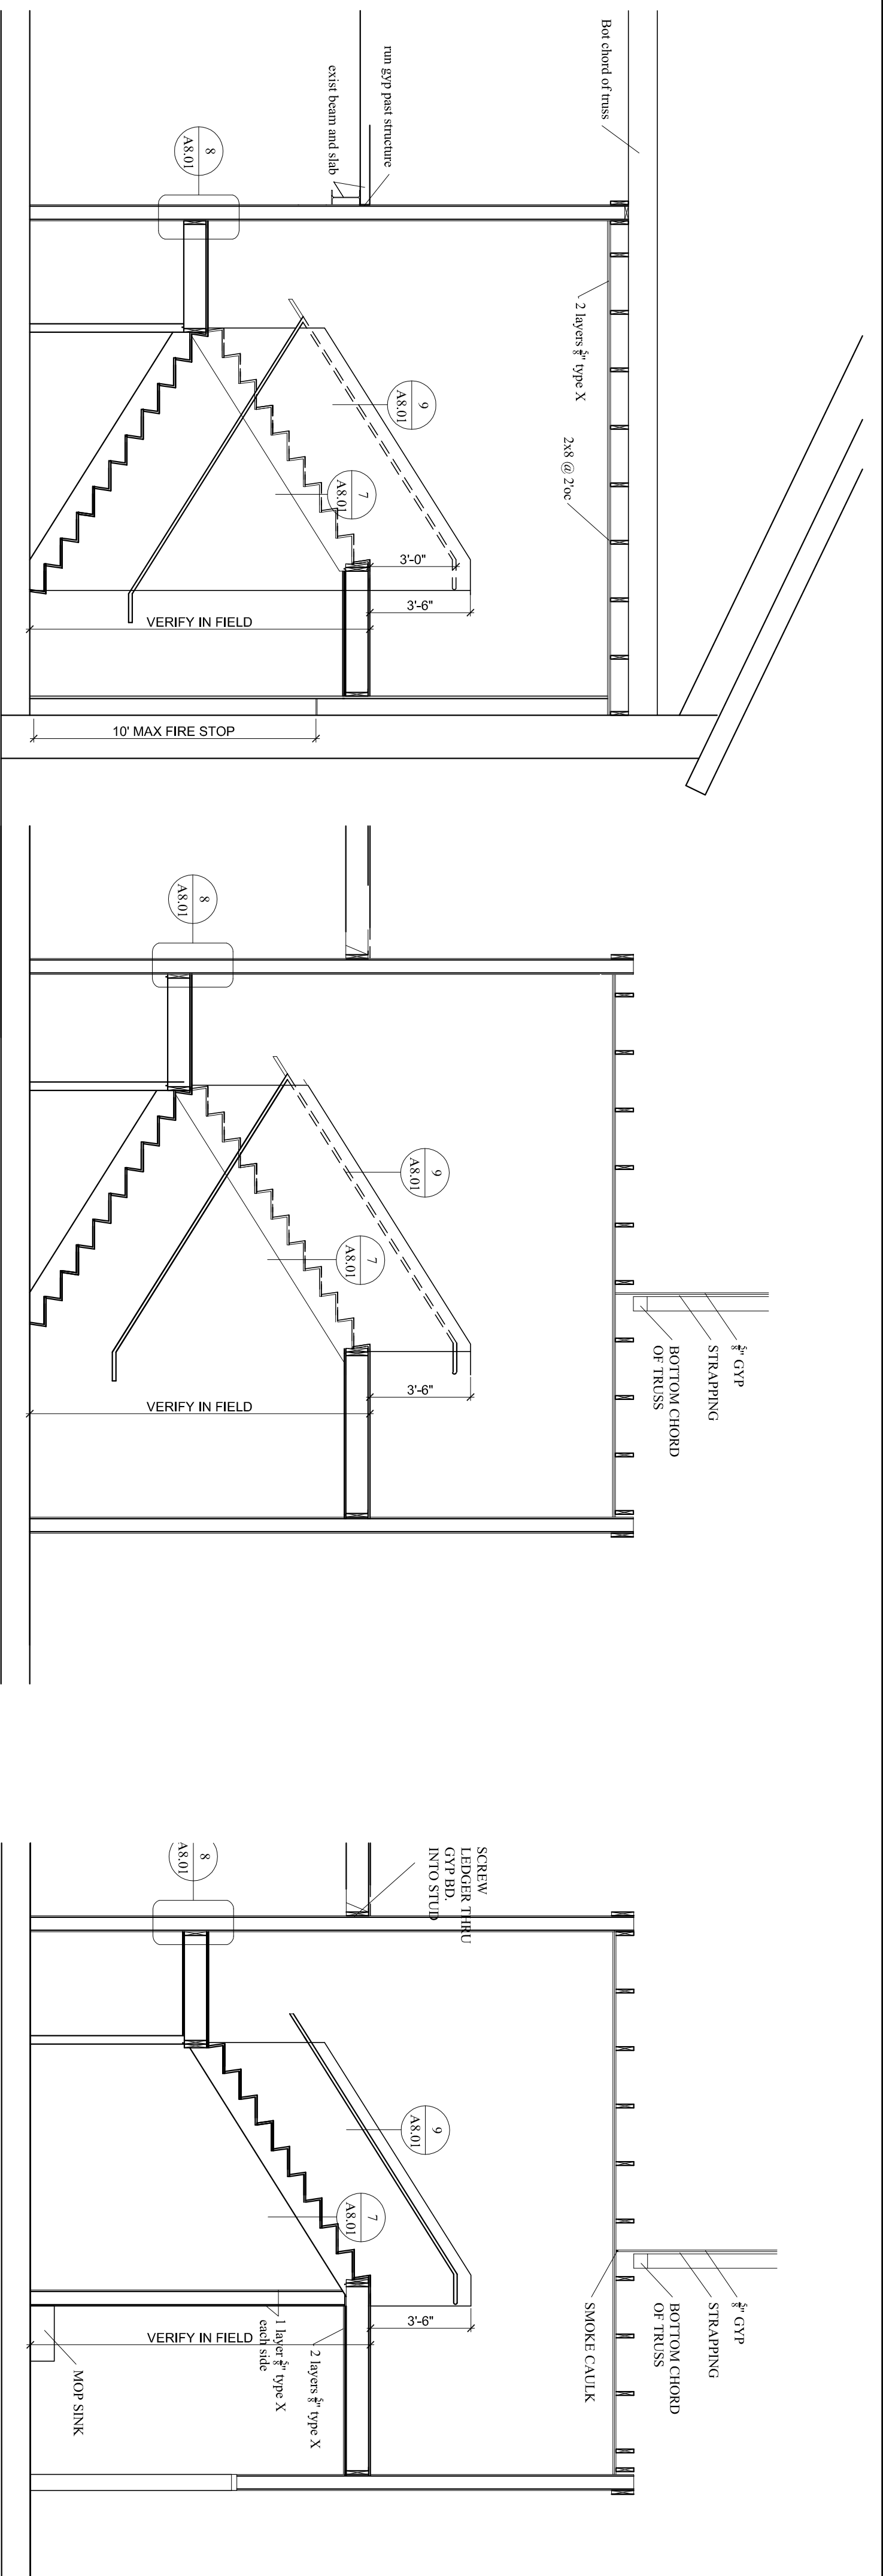 Bot chord of truss
run gyp past structure
exist beam and slab
8
A8.01
2 layers 5/8" type X
2x8 @ 2'oc
9
A8.01
7
A8.01
3'-0"
3'-6"
VERIFY IN FIELD
10' MAX FIRE STOP
8
A8.01
9
A8.01
7
A8.01
3'-6"
VERIFY IN FIELD
5/8" GYP
STRAPPING
BOTTOM CHORD
OF TRUSS
8
A8.01
SCREW
LEDGER THRU
GYP BD.
INTO STUD
9
A8.01
7
A8.01
3'-6"
VERIFY IN FIELD
5/8" GYP
STRAPPING
BOTTOM CHORD
OF TRUSS
SMOKE CAULK
2 layers 5/8" type X
1 layer 5/8" type X
each side
MOP SINK